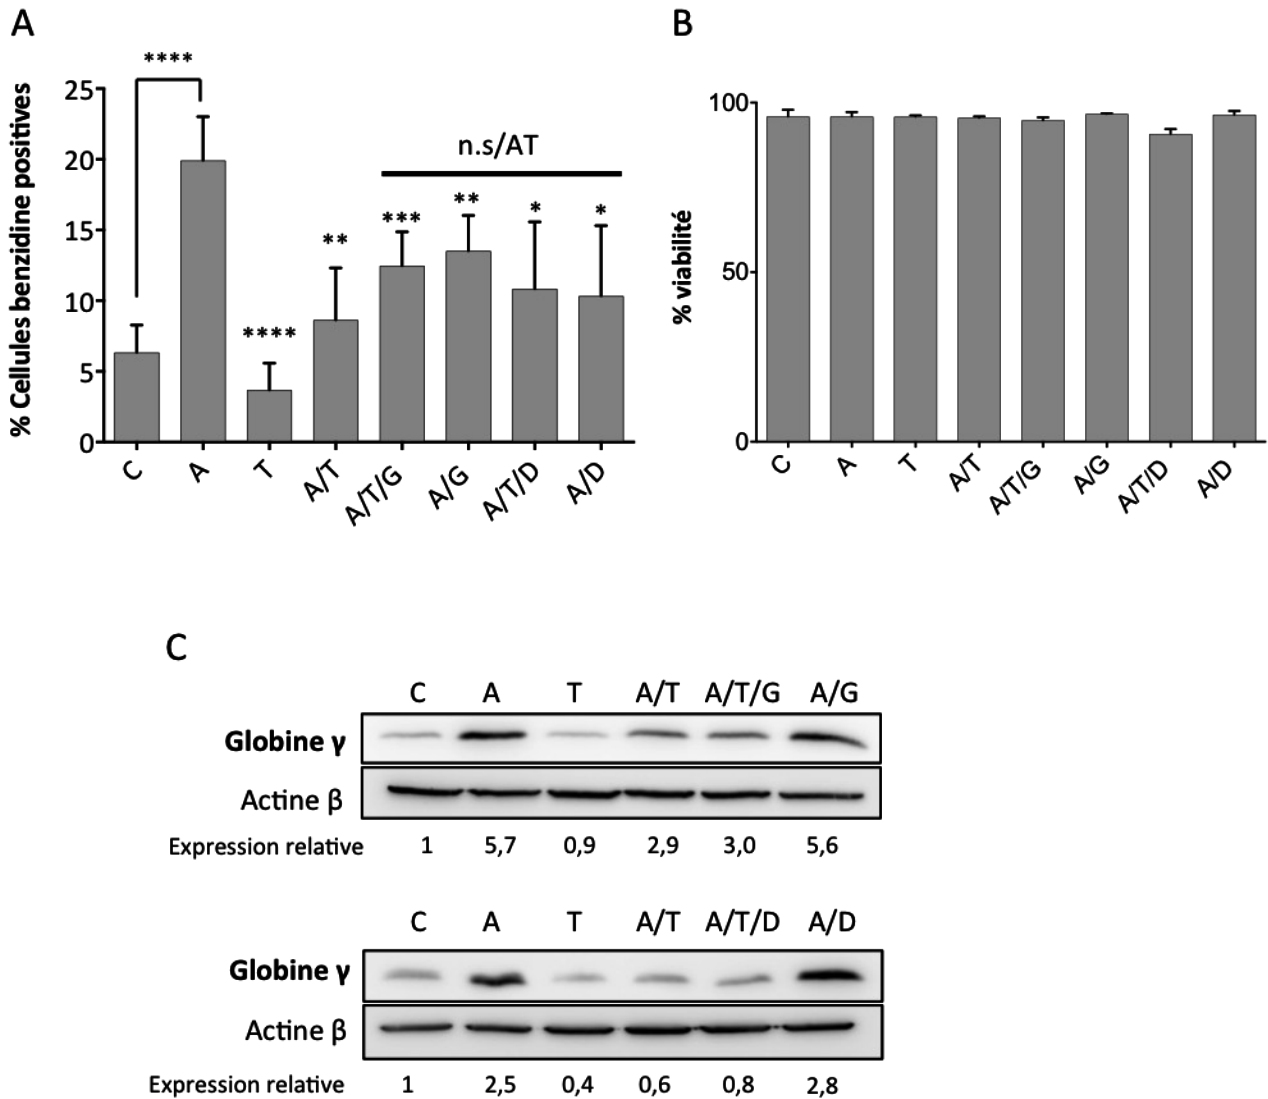 A
B
****
% Cellules benzidine positives
25
20
15
10
5
0
n.s/AT
****
**
***
**
*
*
C
A
T
A/T
A/T/G
A/G
A/T/D
A/D
% viabilité
100
50
0
C
A
T
A/T
A/T/G
A/G
A/T/D
A/D
C
C A T A/T A/T/G A/G
Globine γ
Actine β
Expression relative 1 5,7 0,9 2,9 3,0 5,6
C A T A/T A/T/D A/D
Globine γ
Actine β
Expression relative 1 2,5 0,4 0,6 0,8 2,8